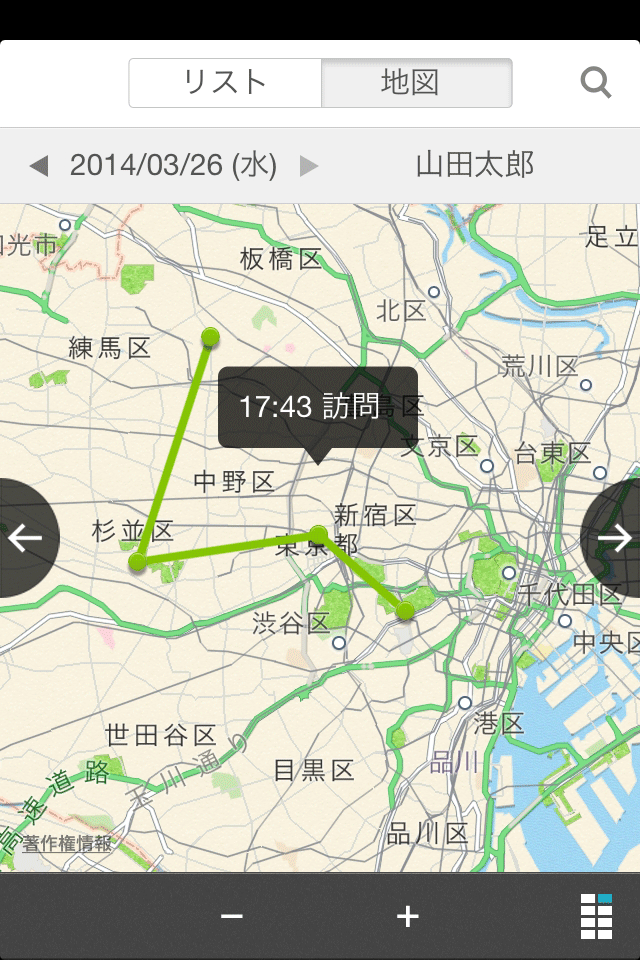 リスト
地図
2014/03/26 (水)
山田太郎
光市
板橋区
足立
北区
練馬区
荒川区
17:43 訪問
島区
文京区
台東区
中野区
杉並区
新宿区
東京都
千代田区
渋谷区
中央区
世田谷区
港区
玉川通り
目黒区
品川
高速道路
品川区
著作権情報
− +